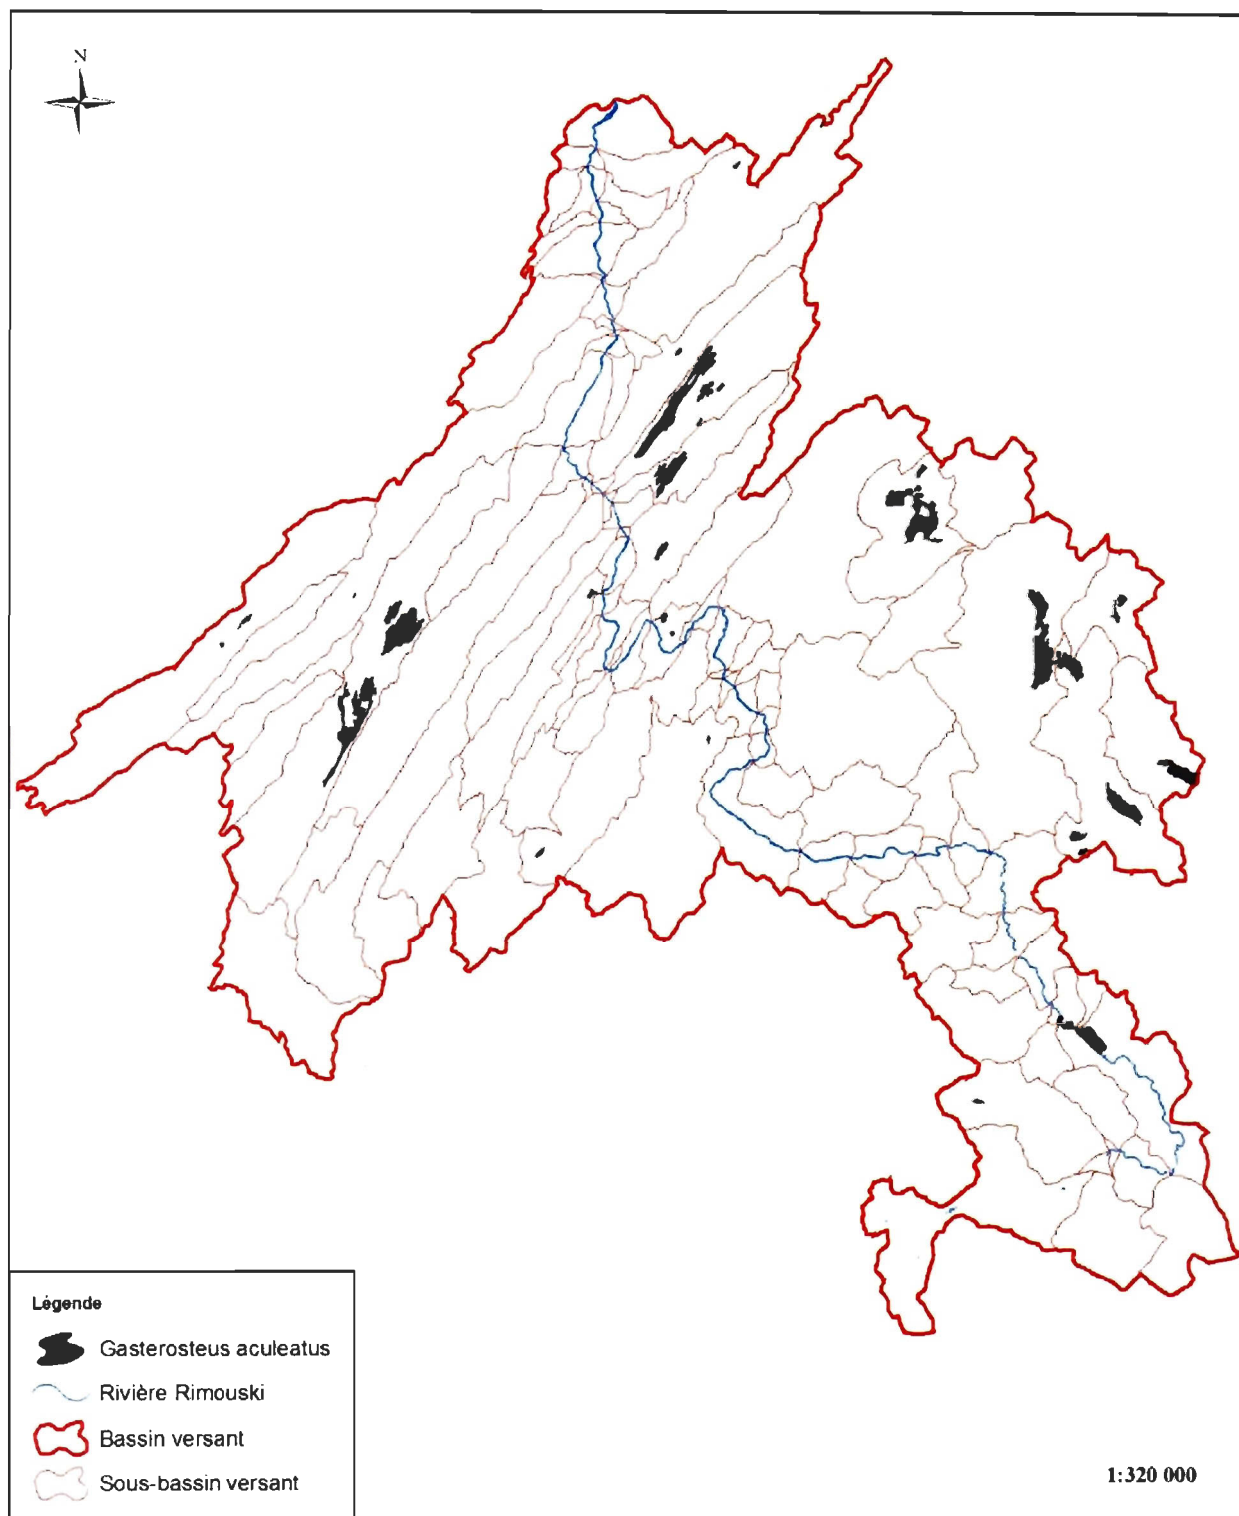 N
Légende
Gasterosteus aculeatus
Rivière Rimouski
Bassin versant
Sous-bassin versant
1:320 000